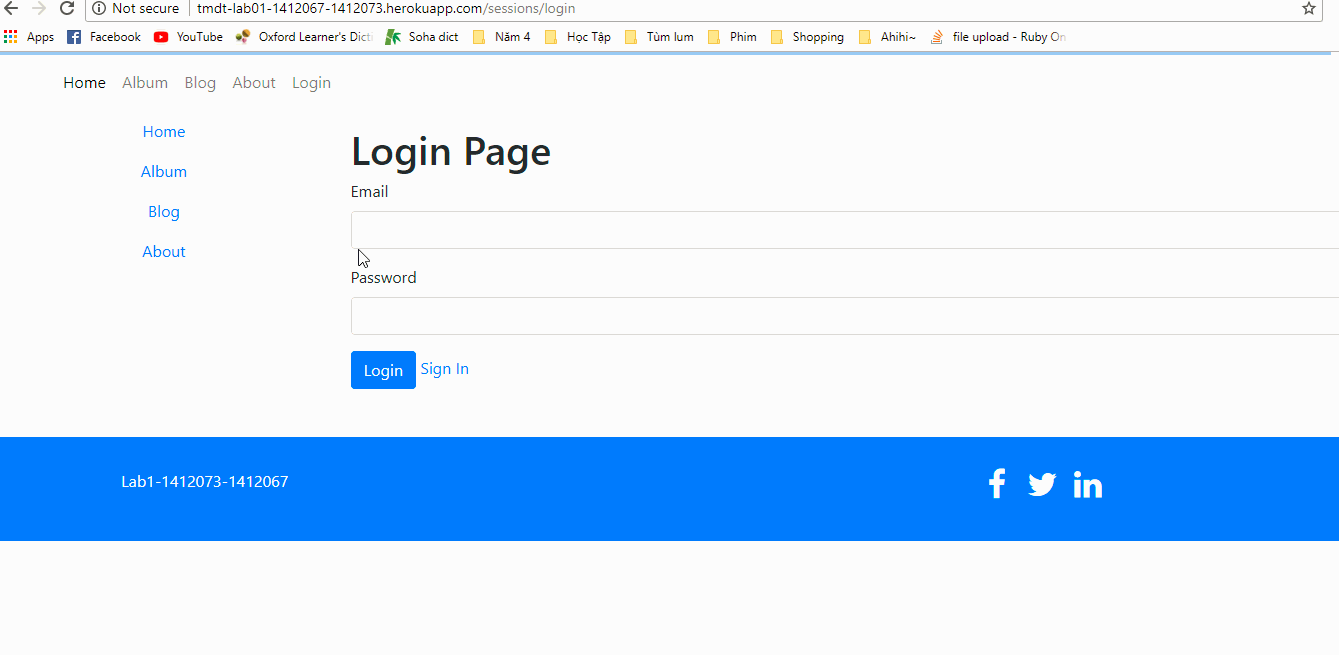 Not secure tmdt-lab01-1412067-1412073.herokuapp.com/sessions/login
Apps Facebook YouTube Oxford Learner's Dicti Soha dict Năm 4 Học Tập Tùm lum Phim Shopping Ahihi~ file upload - Ruby On
Home Album Blog About Login
Home
Album
Blog
About
Login Page
Email
Password
Login Sign In
Lab1-1412073-1412067